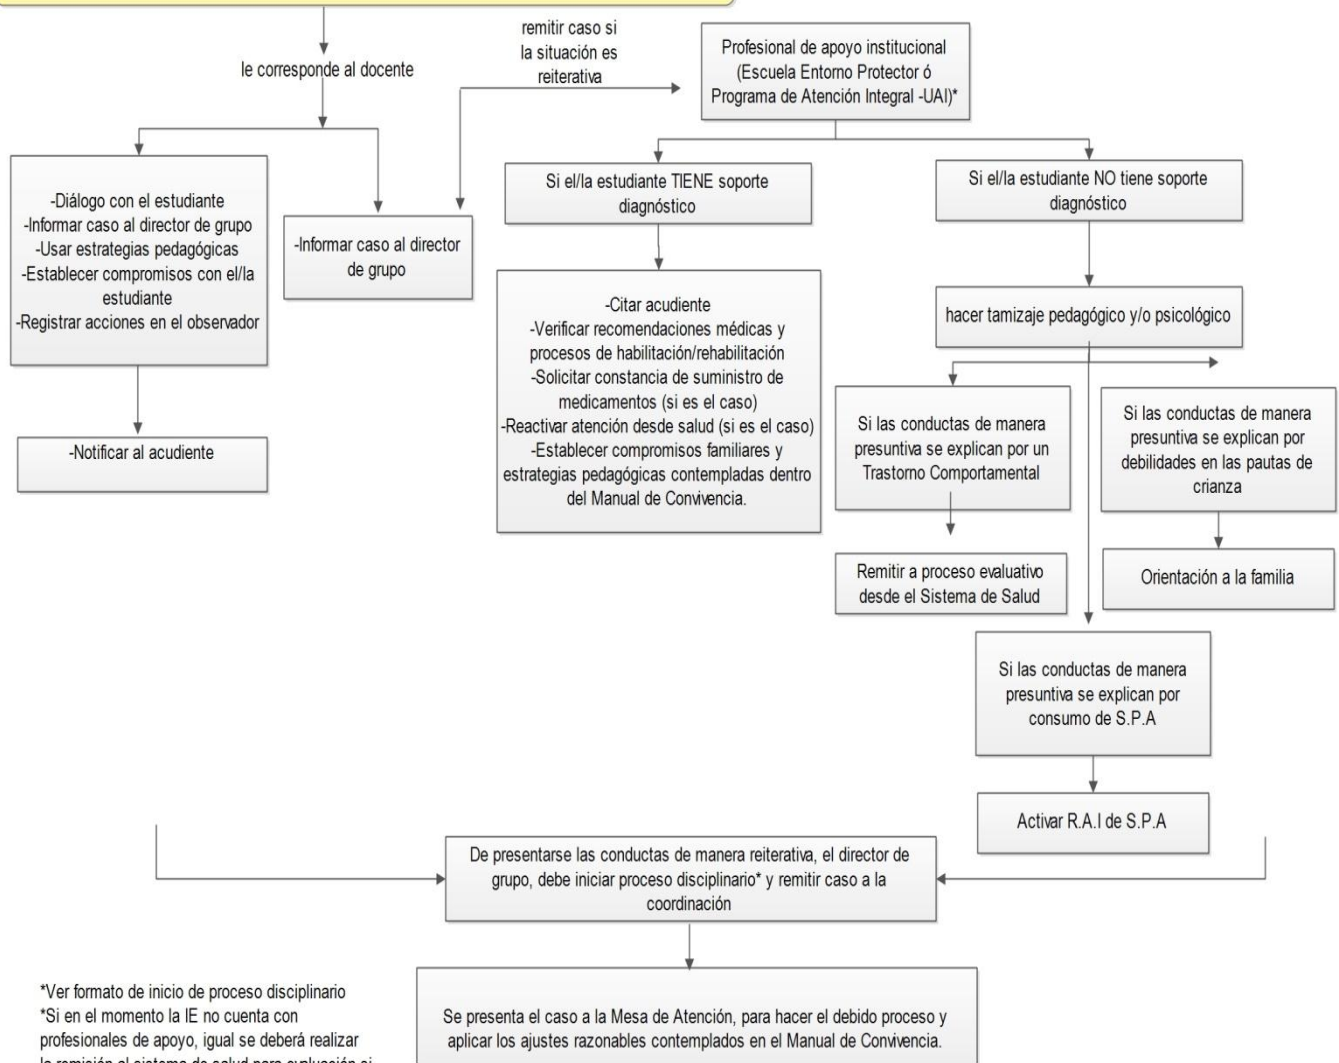 le corresponde al docente
remitir caso si
la situación es
reiterativa
Profesional de apoyo institucional
(Escuela Entorno Protector ó
Programa de Atención Integral -UAI)*
-Diálogo con el estudiante
-Informar caso al director de grupo
-Usar estrategias pedagógicas
-Establecer compromisos con el/la
estudiante
-Registrar acciones en el observador
-Informar caso al director
de grupo
-Notificar al acudiente
Si el/la estudiante TIENE soporte
diagnóstico
Si el/la estudiante NO tiene soporte
diagnóstico
-Citar acudiente
-Verificar recomendaciones médicas y
procesos de habilitación/rehabilitación
-Solicitar constancia de suministro de
medicamentos (si es el caso)
-Reactivar atención desde salud (si es el caso)
-Establecer compromisos familiares y
estrategias pedagógicas contempladas dentro
del Manual de Convivencia.
hacer tamizaje pedagógico y/o psicológico
Si las conductas de manera
presuntiva se explican por un
Trastorno Comportamental
Si las conductas de manera
presuntiva se explican por
debilidades en las pautas de
crianza
Remitir a proceso evaluativo
desde el Sistema de Salud
Orientación a la familia
Si las conductas de manera
presuntiva se explican por
consumo de S.P.A
Activar R.A.I de S.P.A
De presentarse las conductas de manera reiterativa, el director de
grupo, debe iniciar proceso disciplinario* y remitir caso a la
coordinación
Se presenta el caso a la Mesa de Atención, para hacer el debido proceso y
aplicar los ajustes razonables contemplados en el Manual de Convivencia.
*Ver formato de inicio de proceso disciplinario
*Si en el momento la IE no cuenta con
profesionales de apoyo, igual se deberá realizar
la remisión al sistema de salud para evaluación si